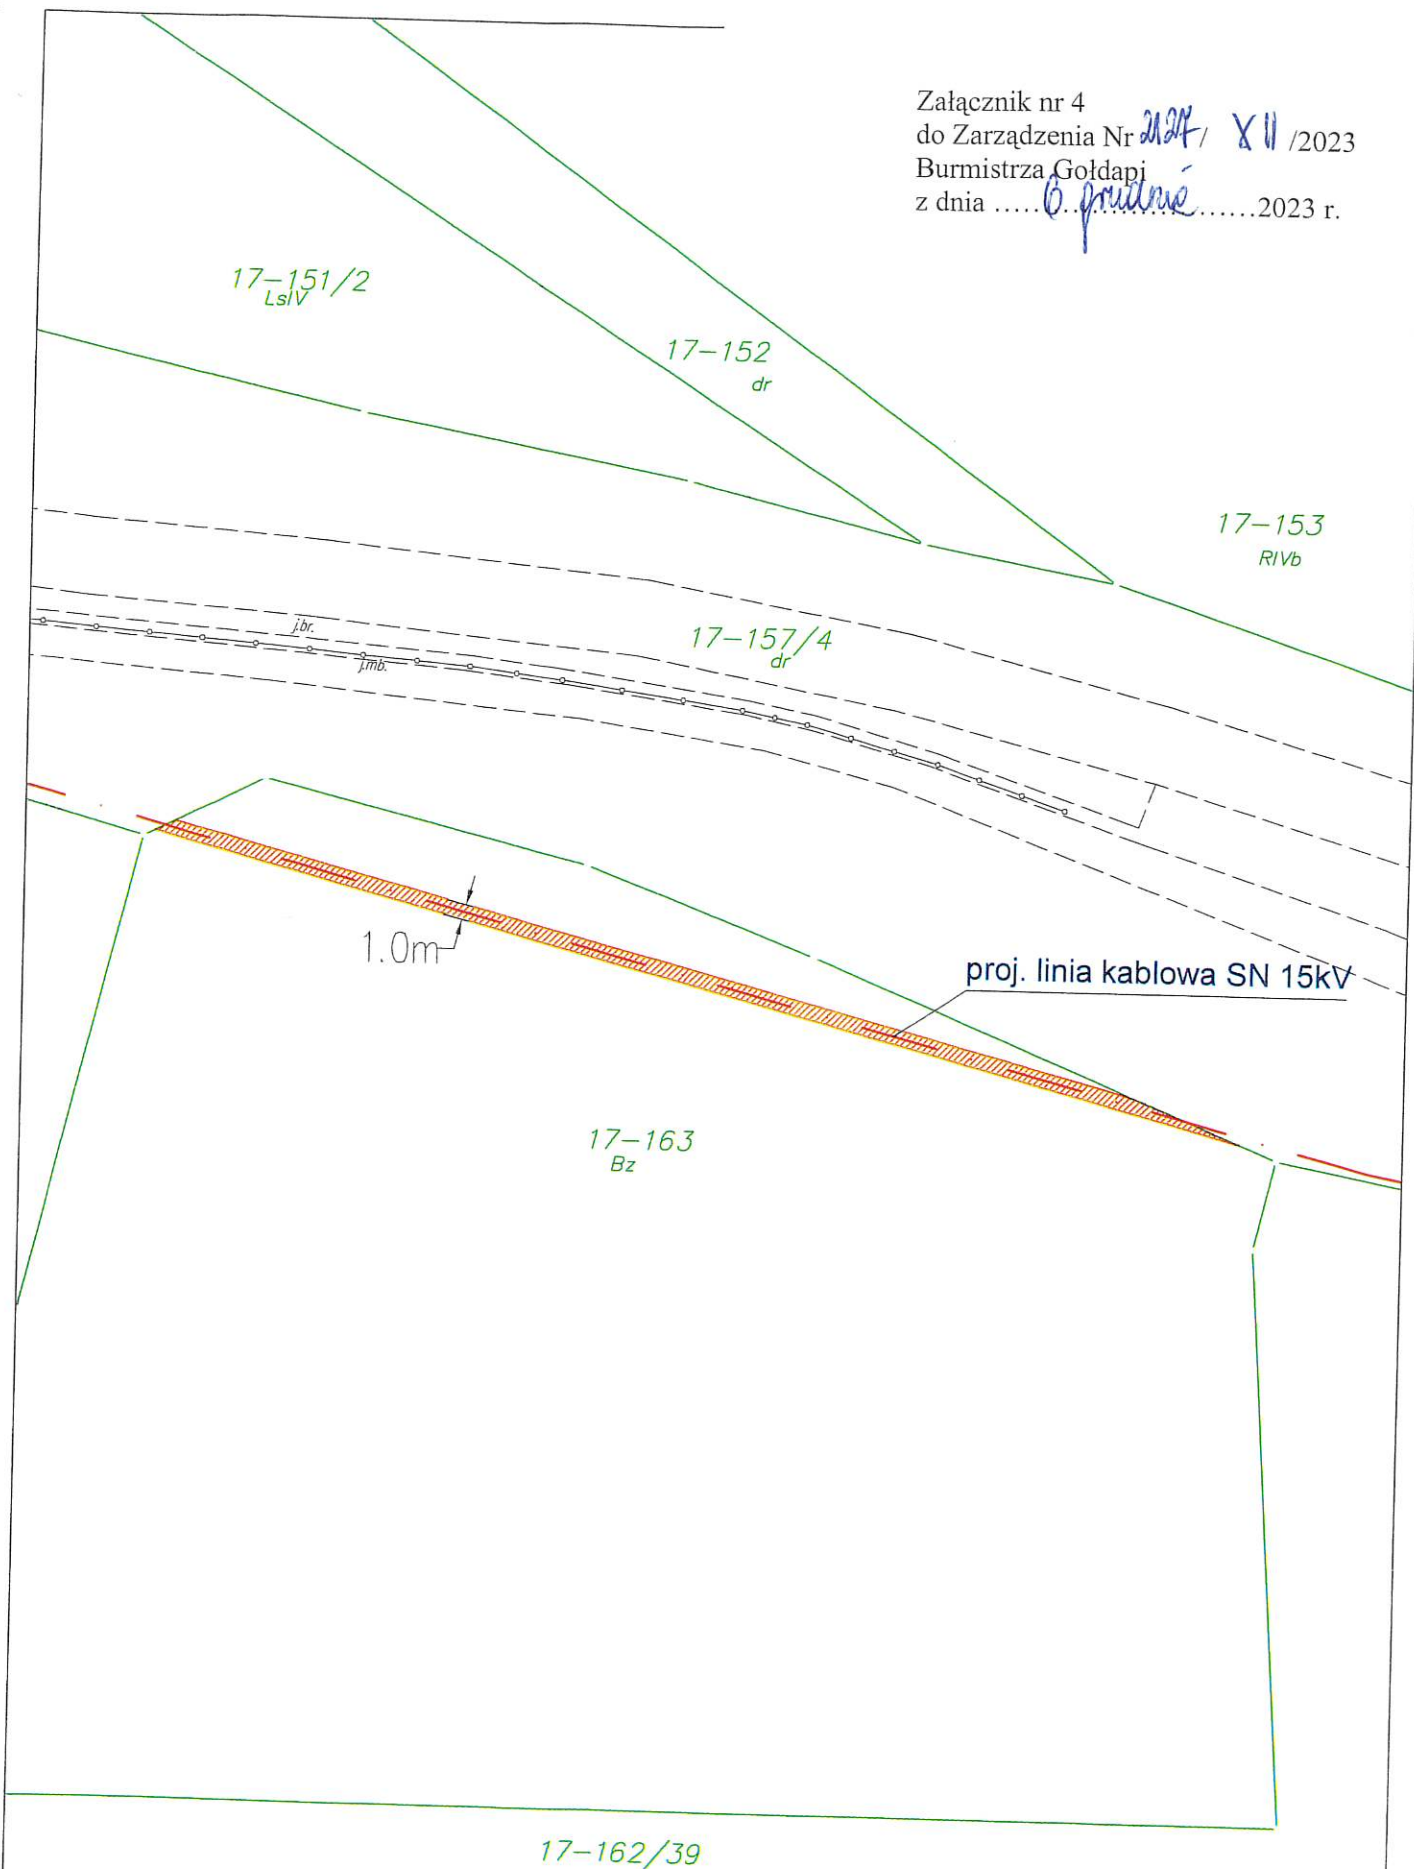 Załącznik nr 4
do Zarządzenia Nr 2127/ XII /2023
Burmistrza Gołdapi
z dnia .....6 grudnia......2023 r.
17-151/2
LsIV
17-152
dr
17-153
RIVb
j.br.
17-157/4
dr
j.mb.
1.0m
proj. linia kablowa SN 15kV
17-163
Bz
17-162/39